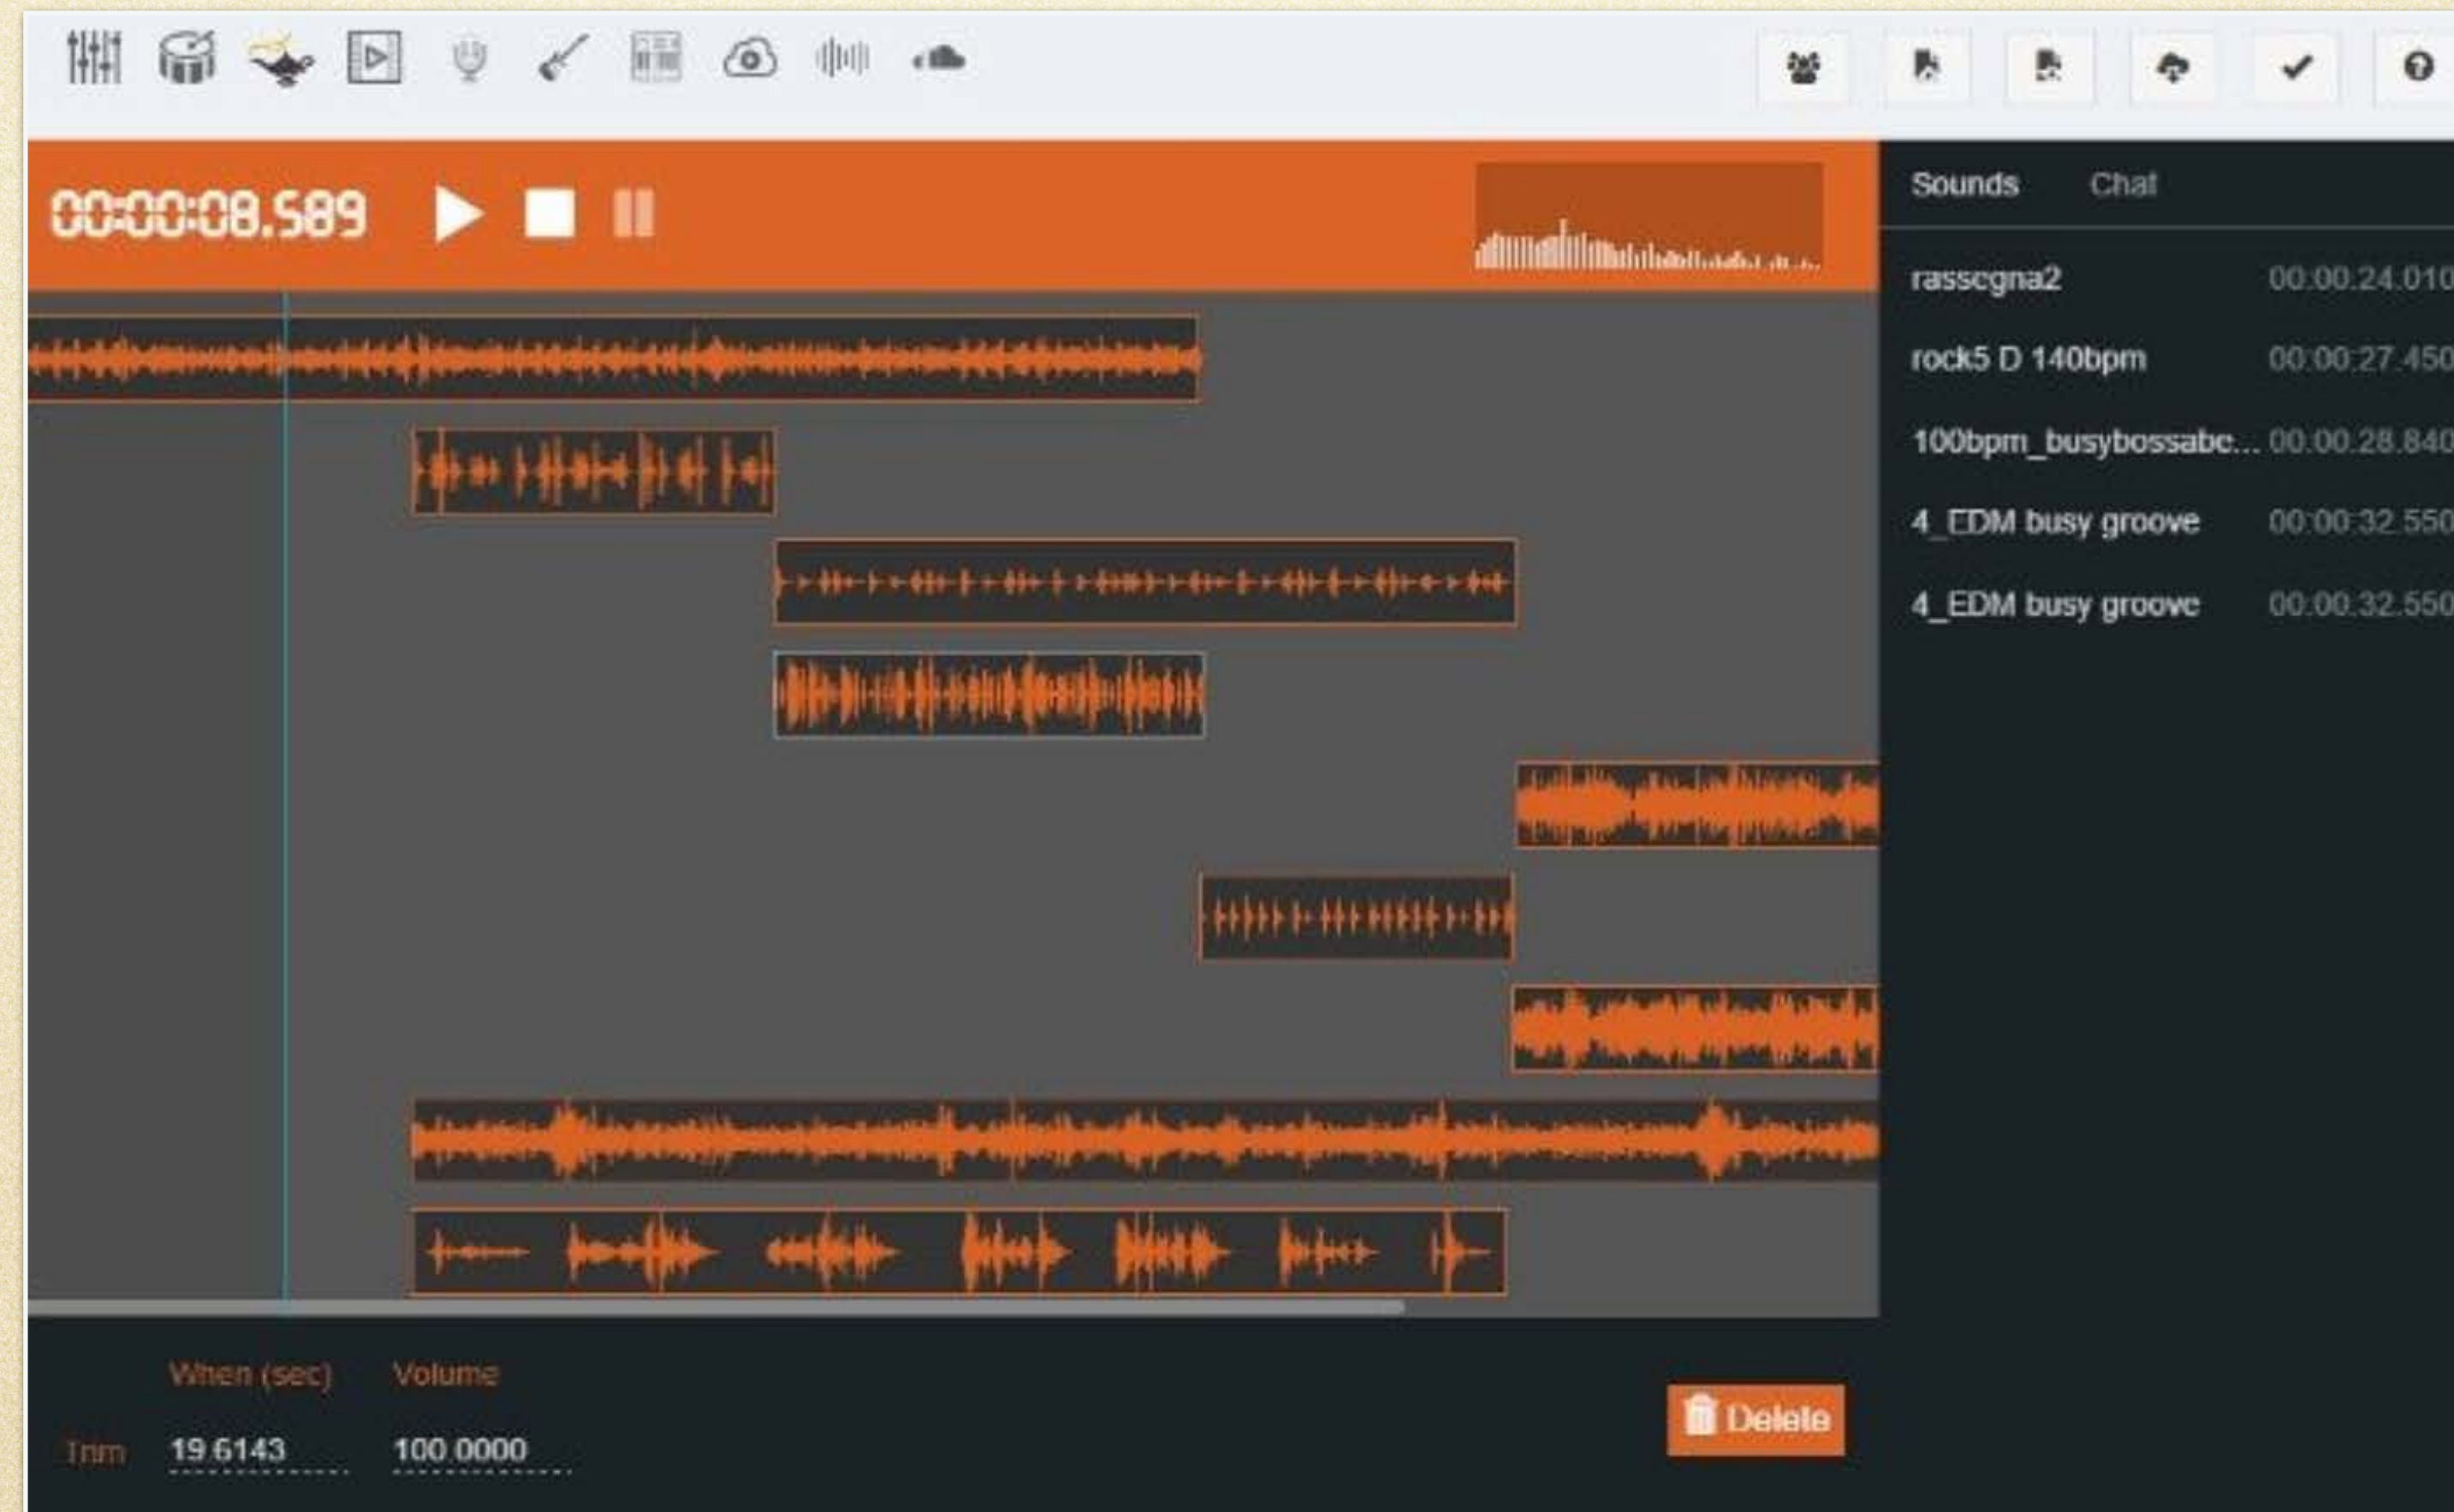 00:00:08.589
Sounds Chat
rassegna2 00:00:24.010
rock5 D 140bpm 00:00:27.450
100bpm_busybossabe... 00:00:28.840
4_EDM busy groove 00:00:32.550
4_EDM busy groove 00:00:32.550
When (sec) Volume
Trim 19.6143 100.0000
Delete